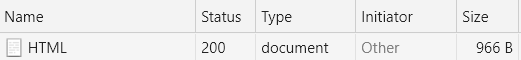 Name Status Type Initiator Size
HTML 200 document Other 966 B